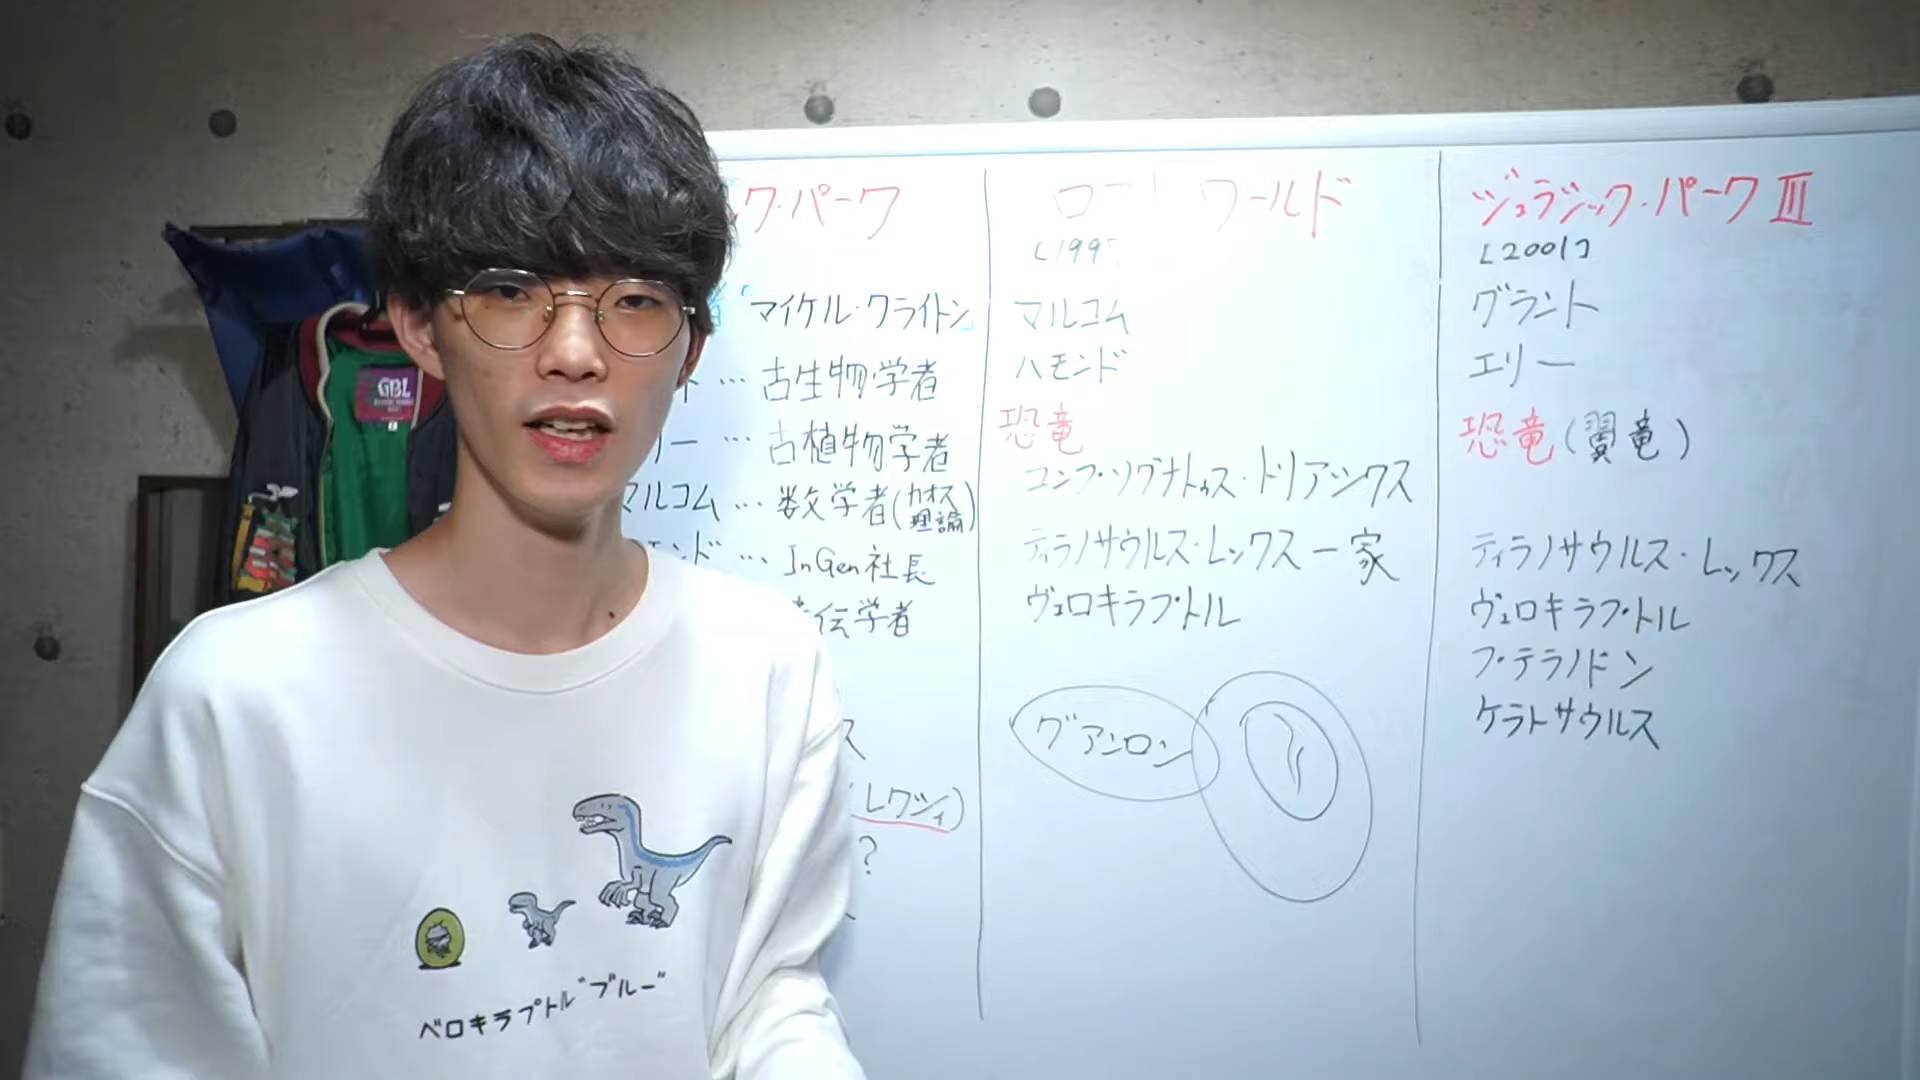 ック・パーク
「マイケル・クライトン」
ト … 古生物学者
リー … 古植物学者
マルコム … 数学者(カオス理論)
モンド … InGen社長
伝学者
ス
レクシィ)
?
ワールド
[199
マルコム
ハモンド
恐竜
コンプソグナトゥス・トリアシクス
ティラノサウルス・レックス一家
ヴェロキラプトル
グアンロン
ジュラシック・パークⅢ
[2001]
グラント
エリー
恐竜(翼竜)
ティラノサウルス・レックス
ヴェロキラプトル
プテラノドン
ケラトサウルス
GBL
ベロキラプトル"ブルー"